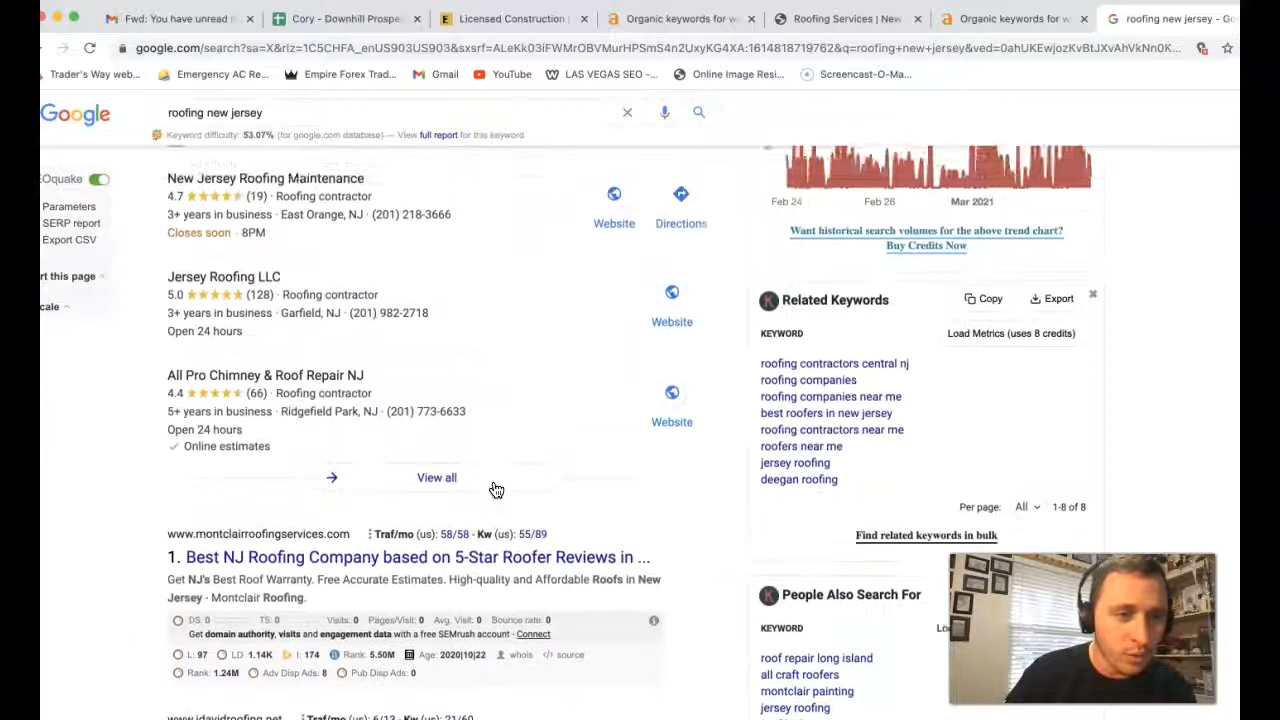 Fwd: You have unread m
Cory - Downhill Prospe
Licensed Construction
Organic keywords for w
Roofing Services | New
Organic keywords for w
roofing new jersey - Go
google.com/search?sa=X&rlz=1C5CHFA_enUS903US903&sxsrf=ALeKk03iFWMrOBVMurHPSmS4n2UxyKG4XA:1614818719762&q=roofing+new+jersey&ved=0ahUKEwjozKvBtJXvAhVkNn0K...
Trader's Way web...
Emergency AC Re...
Empire Forex Trad...
Gmail
YouTube
LAS VEGAS SEO -...
Online Image Resi...
Screencast-O-Ma...
Google
roofing new jersey
Keyword difficulty: 53.07% (for google.com database) — View full report for this keyword
EOquake
Parameters
SERP report
Export CSV
rt this page
cale
New Jersey Roofing Maintenance
4.7 (19) · Roofing contractor
3+ years in business · East Orange, NJ · (201) 218-3666
Closes soon · 8PM
Website
Directions
Jersey Roofing LLC
5.0 (128) · Roofing contractor
3+ years in business · Garfield, NJ · (201) 982-2718
Open 24 hours
Website
All Pro Chimney & Roof Repair NJ
4.4 (66) · Roofing contractor
5+ years in business · Ridgefield Park, NJ · (201) 773-6633
Open 24 hours
Online estimates
Website
View all
www.montclairroofingservices.com
Traf/mo (us): 58/58 - Kw (us): 55/89
1. Best NJ Roofing Company based on 5-Star Roofer Reviews in ...
Get NJ's Best Roof Warranty. Free Accurate Estimates. High-quality and Affordable Roofs in New
Jersey - Montclair Roofing.
DS: 0 TS: 0 Visits: 0 Pages/Visit: 0 Avg. Visit: 0 Bounce rate: 0
Get domain authority, visits and engagement data with a free SEMrush account - Connect
L: 97 LD: 1.14K I: 174 Rank: 5.50M Age: 2020|10|22 whois source
Rank: 1.24M Adv Disp Ads: 8 Pub Disp Ads: 0
www.jdavidroofing.net
Traf/mo (us): 6/13 - Kw (us): 21/60
Feb 24
Feb 26
Mar 2021
Want historical search volumes for the above trend chart?
Buy Credits Now
Related Keywords
Copy
Export
KEYWORD
Load Metrics (uses 8 credits)
roofing contractors central nj
roofing companies
roofing companies near me
best roofers in new jersey
roofing contractors near me
roofers near me
jersey roofing
deegan roofing
Per page: All 1-8 of 8
Find related keywords in bulk
People Also Search For
KEYWORD
roof repair long island
all craft roofers
montclair painting
jersey roofing